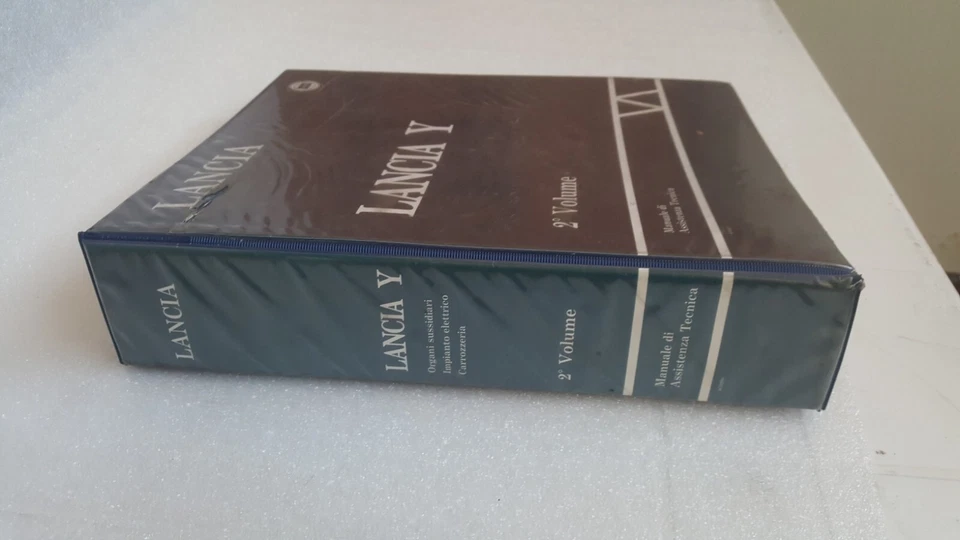 LANCIA
LANCIA Y
2° Volume
Manuale di
Assistenza Tecnica
LANCIA
LANCIA Y
Organi sussidiari
Impianto elettrico
Carrozzeria
2° Volume
Manuale di
Assistenza Tecnica